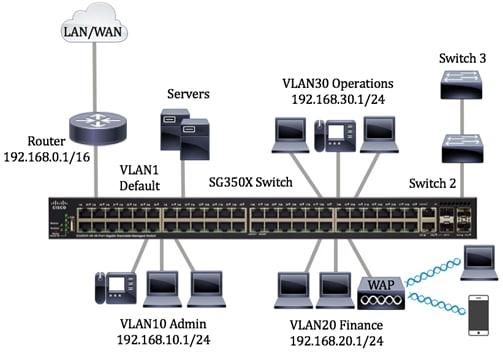 LAN/WAN
Switch 3
Servers
VLAN30 Operations
192.168.30.1/24
Router
192.168.0.1/16
VLAN1
Default
SG350X Switch
Switch 2
CISCO
WAP
VLAN10 Admin
192.168.10.1/24
VLAN20 Finance
192.168.20.1/24